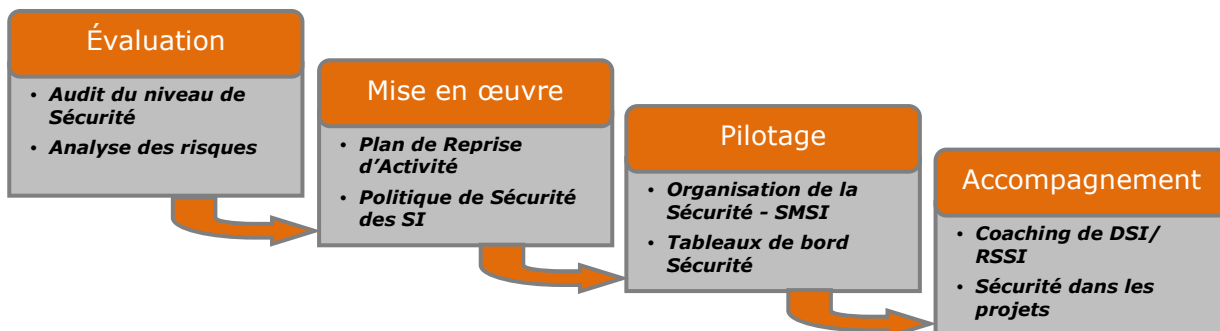 Évaluation
• Audit du niveau de
Sécurité
• Analyse des risques
Mise en œuvre
• Plan de Reprise
d’Activité
• Politique de Sécurité
des SI
Pilotage
• Organisation de la
Sécurité - SMSI
• Tableaux de bord
Sécurité
Accompagnement
• Coaching de DSI/
RSSI
• Sécurité dans les
projets